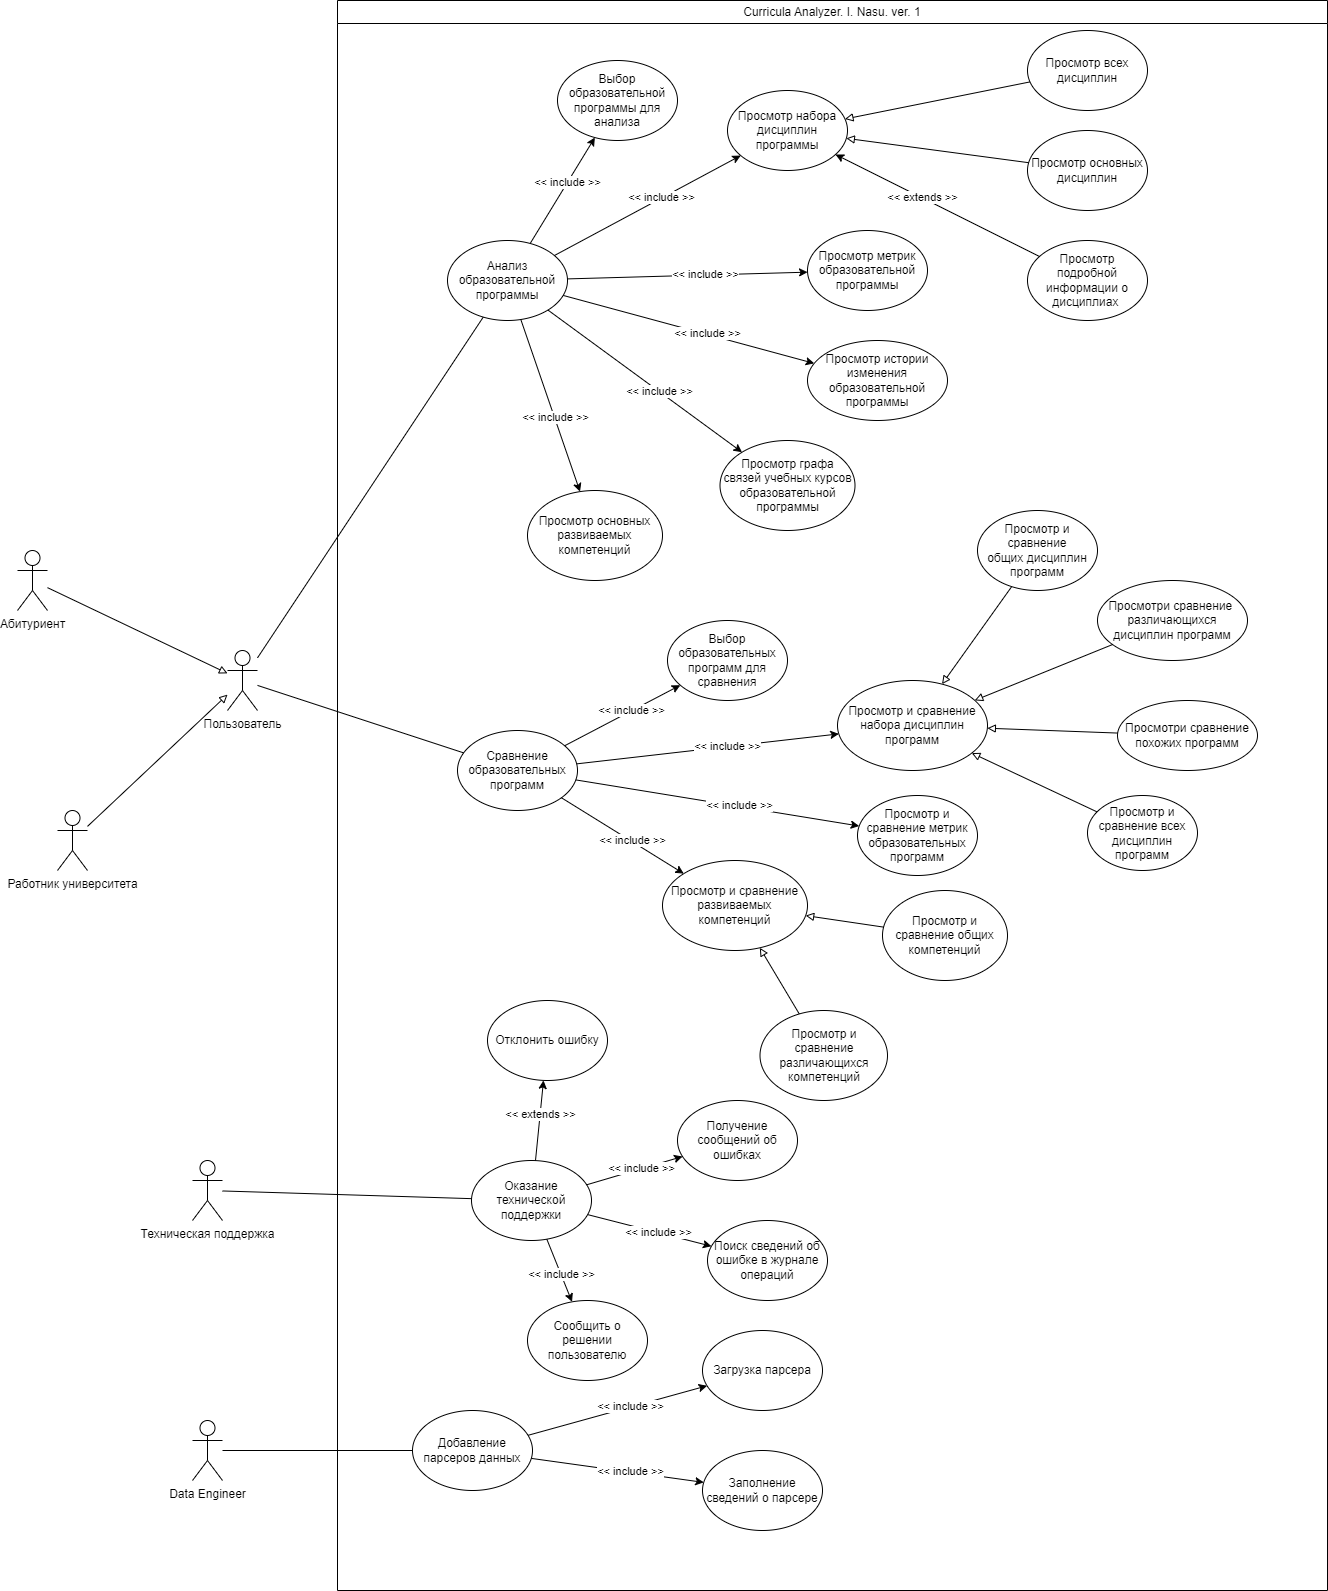 Curricula Analyzer. I. Nasu. ver. 1
Просмотр всех
дисциплин
Выбор
образовательной
программы для
анализа
Просмотр набора
дисциплин
программы
Просмотр основных
дисциплин
<< include >>
<< include >>
<< extends >>
Просмотр
подробной
информации о
дисциплиах
Анализ
образовательной
программы
<< include >>
Просмотр метрик
образовательной
программы
<< include >>
Просмотр истории
изменения
образовательной
программы
<< include >>
<< include >>
Просмотр графа
связей учебных курсов
образовательной
программы
Просмотр основных
развиваемых
компетенций
Просмотр и
сравнение
общих дисциплин
программ
Абитуриент
Просмотри сравнение
различающихся
дисциплин программ
Выбор
образовательных
программ для
сравнения
Пользователь
<< include >>
Просмотр и сравнение
набора дисциплин
программ
Просмотри сравнение
похожих программ
<< include >>
Сравнение
образовательных
программ
<< include >>
Просмотр и
сравнение метрик
образовательных
программ
Просмотр и
сравнение всех
дисциплин
программ
<< include >>
Работник университета
Просмотр и сравнение
развиваемых
компетенций
Просмотр и
сравнение общих
компетенций
Отклонить ошибку
Просмотр и
сравнение
различающихся
компетенций
<< extends >>
Получение
сообщений об
ошибках
<< include >>
Оказание
технической
поддержки
Техническая поддержка
<< include >>
Поиск сведений об
ошибке в журнале
операций
<< include >>
Сообщить о
решении
пользователю
Загрузка парсера
<< include >>
Добавление
парсеров данных
<< include >>
Заполнение
сведений о парсере
Data Engineer